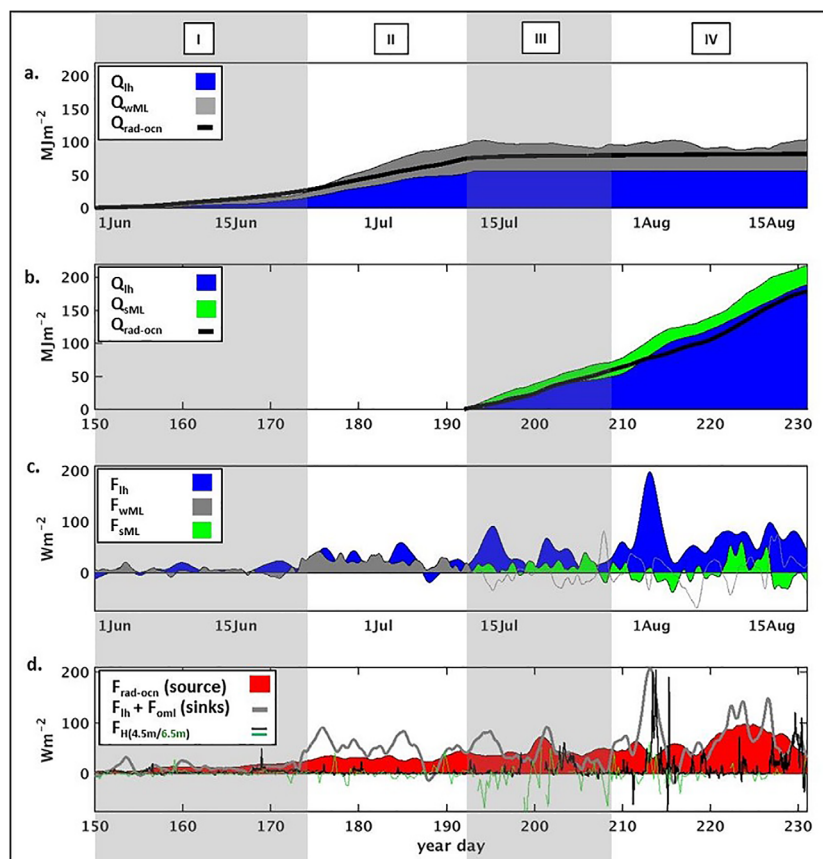 I II III IV
a.
Q_lh
Q_wML
Q_rad-ocn
MJm⁻²
200
150
100
50
0
1Jun 15Jun 1Jul 15Jul 1Aug 15Aug
b.
Q_lh
Q_sML
Q_rad-ocn
MJm⁻²
200
150
100
50
0
150 160 170 180 190 200 210 220 230
c.
F_lh
F_wML
F_sML
Wm⁻²
200
100
0
1Jun 15Jun 1Jul 15Jul 1Aug 15Aug
d.
F_rad-ocn (source)
F_lh + F_oml (sinks)
F_H(4.5m/6.5m)
Wm⁻²
200
100
0
150 160 170 180 190 200 210 220 230
year day